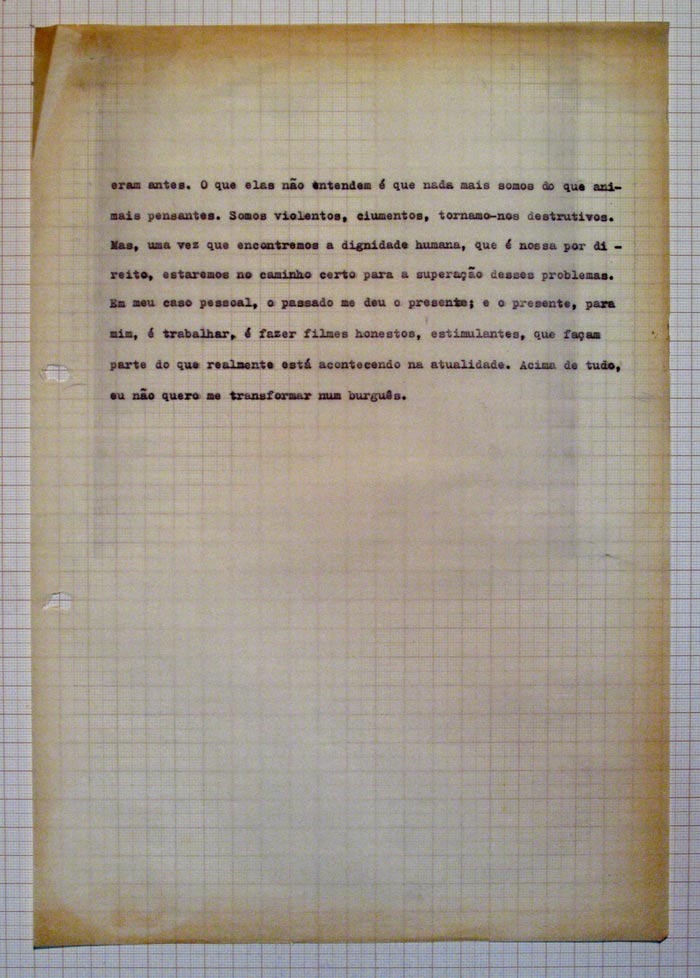 eram antes. O que elas não entendem é que nada mais somos do que ani-
mais pensantes. Somos violentos, ciumentos, tornamo-nos destrutivos.
Mas, uma vez que encontremos a dignidade humana, que é nossa por di -
reito, estaremos no caminho certo para a superação desses problemas.
Em meu caso pessoal, o passado me deu o presente; e o presente, para
mim, é trabalhar, é fazer filmes honestos, estimulantes, que façam
parte do que realmente está acontecendo na atualidade. Acima de tudo,
eu não quero me transformar num burguês.